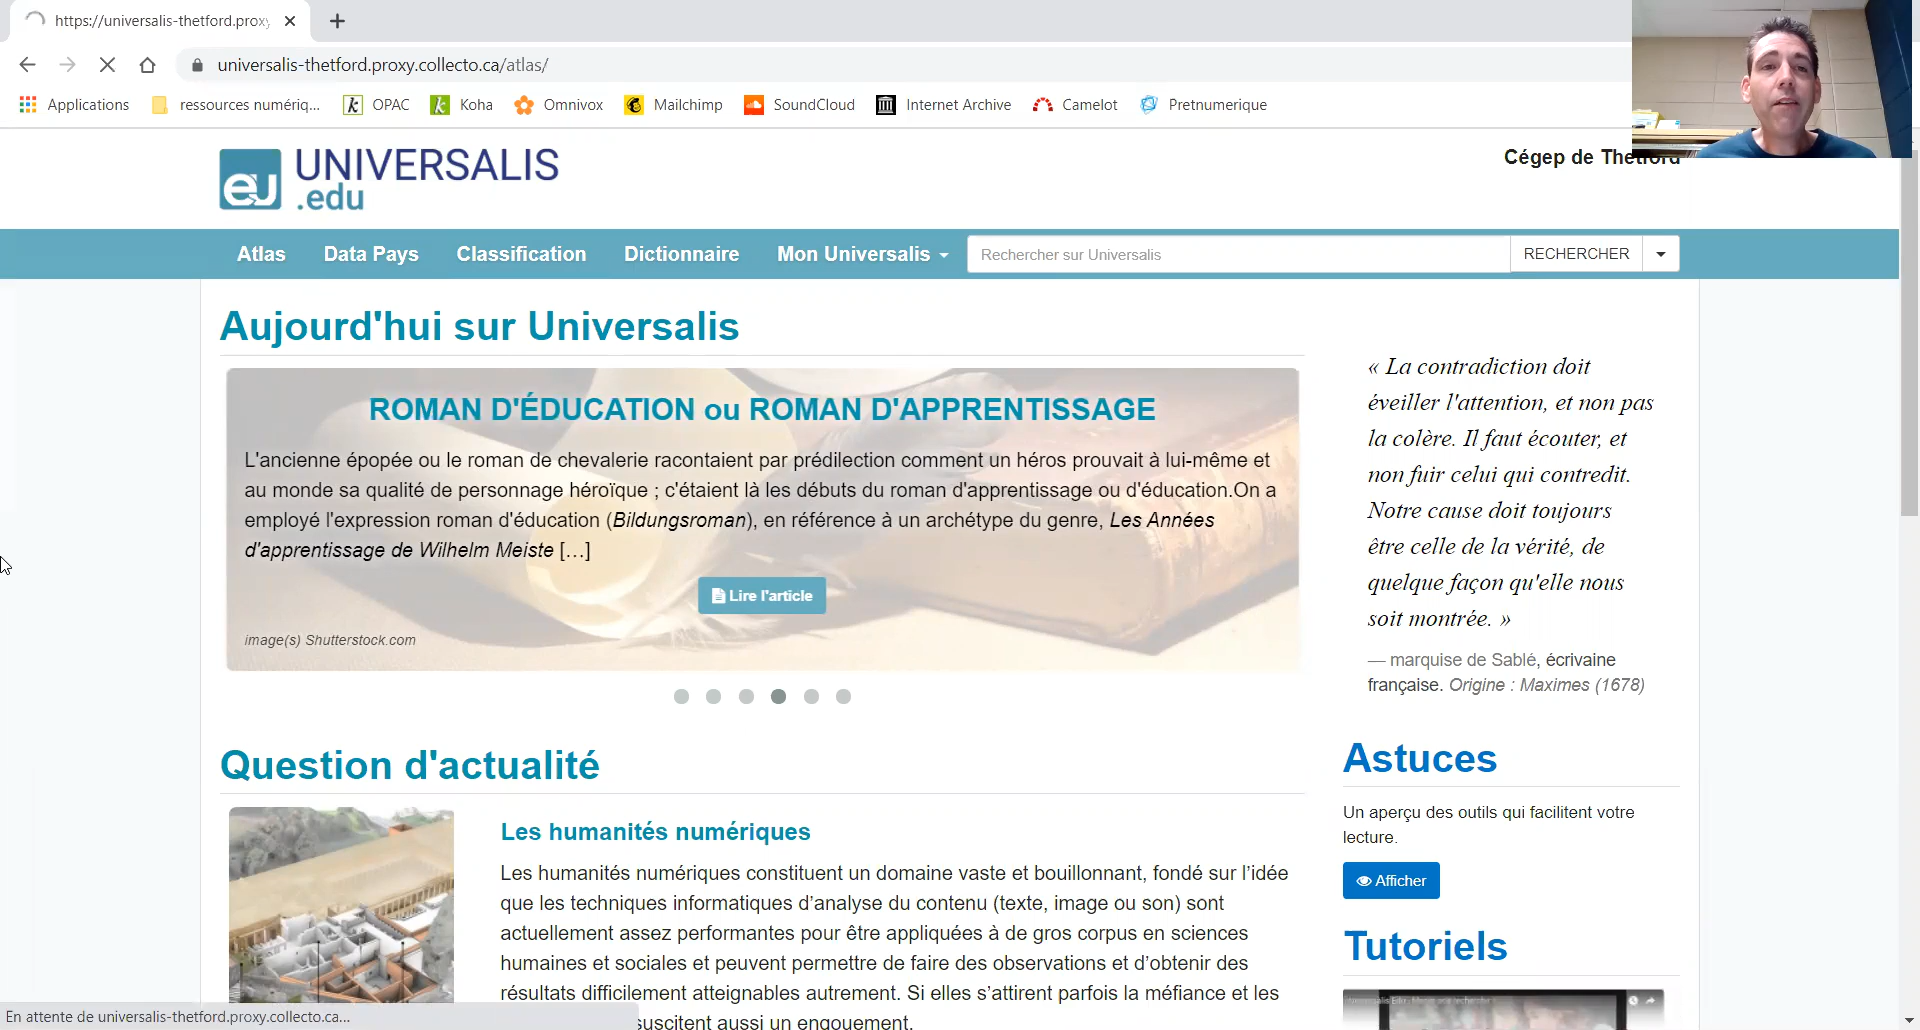 https://universalis-thetford.prox
universalis-thetford.proxy.collecto.ca/atlas/
Applications
ressources numériq...
OPAC
Koha
Omnivox
Mailchimp
SoundCloud
Internet Archive
Camelot
Pretnumerique
eu UNIVERSALIS
.edu
Cégep de Thetford
Atlas
Data Pays
Classification
Dictionnaire
Mon Universalis
Rechercher sur Universalis
RECHERCHER
Aujourd'hui sur Universalis
ROMAN D'ÉDUCATION ou ROMAN D'APPRENTISSAGE
L'ancienne épopée ou le roman de chevalerie racontaient par prédilection comment un héros prouvait à lui-même et
au monde sa qualité de personnage héroïque ; c'étaient là les débuts du roman d'apprentissage ou d'éducation.On a
employé l'expression roman d'éducation (Bildungsroman), en référence à un archétype du genre, Les Années
d'apprentissage de Wilhelm Meiste [...]
Lire l'article
image(s) Shutterstock.com
« La contradiction doit
éveiller l'attention, et non pas
la colère. Il faut écouter, et
non fuir celui qui contredit.
Notre cause doit toujours
être celle de la vérité, de
quelque façon qu'elle nous
soit montrée. »
— marquise de Sablé, écrivaine
française. Origine : Maximes (1678)
Question d'actualité
Les humanités numériques
Les humanités numériques constituent un domaine vaste et bouillonnant, fondé sur l’idée
que les techniques informatiques d’analyse du contenu (texte, image ou son) sont
actuellement assez performantes pour être appliquées à de gros corpus en sciences
humaines et sociales et peuvent permettre de faire des observations et d’obtenir des
résultats difficilement atteignables autrement. Si elles s’attirent parfois la méfiance et les
suscitent aussi un engouement.
Astuces
Un aperçu des outils qui facilitent votre
lecture.
Afficher
Tutoriels
En attente de universalis-thetford.proxy.collecto.ca...